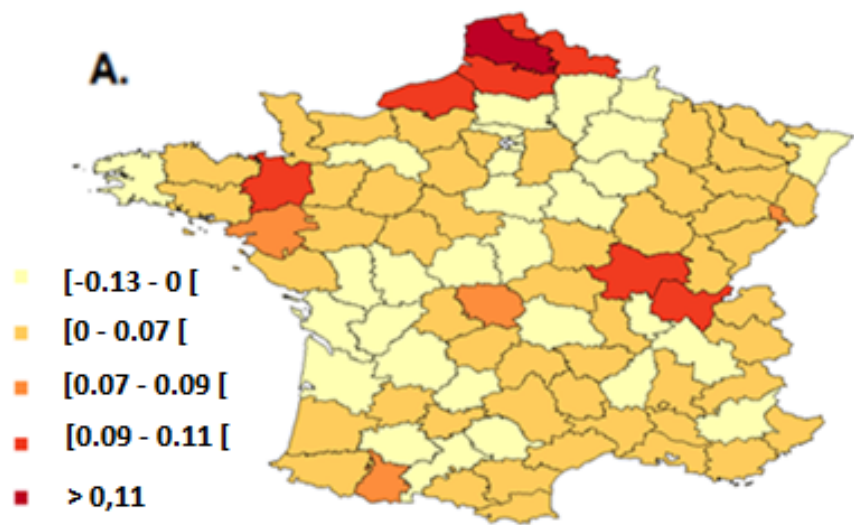 A.
[-0.13 - 0 [
[0 - 0.07 [
[0.07 - 0.09 [
[0.09 - 0.11 [
> 0,11